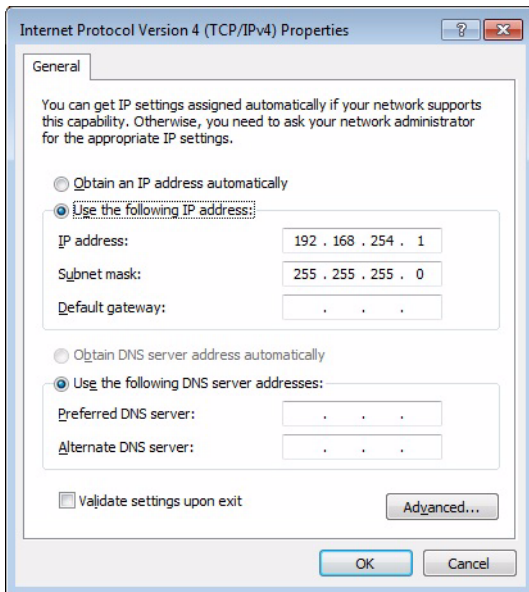 Internet Protocol Version 4 (TCP/IPv4) Properties
?
General
You can get IP settings assigned automatically if your network supports
this capability. Otherwise, you need to ask your network administrator
for the appropriate IP settings.
Obtain an IP address automatically
Use the following IP address:
IP address: 192 . 168 . 254 . 1
Subnet mask: 255 . 255 . 255 . 0
Default gateway: . . .
Obtain DNS server address automatically
Use the following DNS server addresses:
Preferred DNS server: . . .
Alternate DNS server: . . .
Validate settings upon exit
Advanced...
OK Cancel